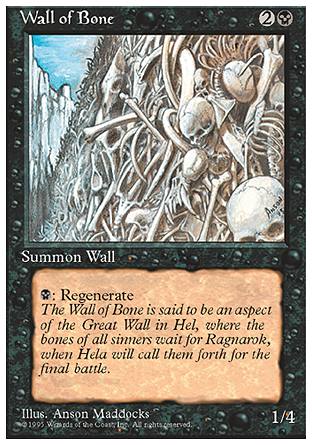 Wall of Bone 2
Anson
Summon Wall
: Regenerate
The Wall of Bone is said to be an aspect
of the Great Wall in Hel, where the
bones of all sinners wait for Ragnarok,
when Hela will call them forth for the
final battle.
Illus. Anson Maddocks
©1995 Wizards of the Coast, Inc. All rights reserved. 1/4